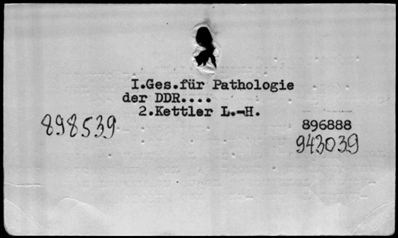 I.Ges.für Pathologie
der DDR....
2.Kettler L.-H.
898539
896888
943039